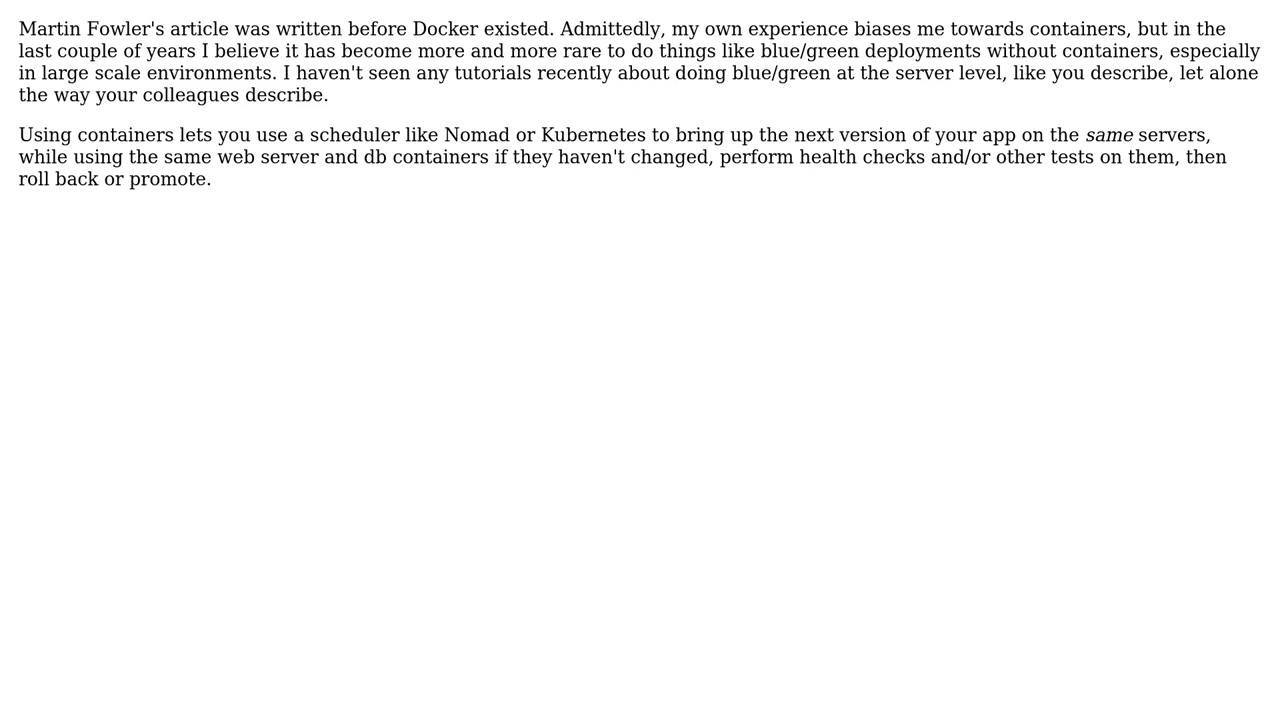 Martin Fowler's article was written before Docker existed. Admittedly, my own experience biases me towards containers, but in the
last couple of years I believe it has become more and more rare to do things like blue/green deployments without containers, especially
in large scale environments. I haven't seen any tutorials recently about doing blue/green at the server level, like you describe, let alone
the way your colleagues describe.
Using containers lets you use a scheduler like Nomad or Kubernetes to bring up the next version of your app on the same servers,
while using the same web server and db containers if they haven't changed, perform health checks and/or other tests on them, then
roll back or promote.